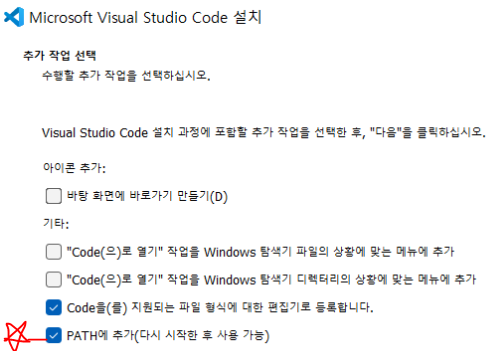 Microsoft Visual Studio Code 설치
추가 작업 선택
수행할 추가 작업을 선택하십시오.
Visual Studio Code 설치 과정에 포함할 추가 작업을 선택한 후, "다음"을 클릭하십시오.
아이콘 추가:
바탕 화면에 바로가기 만들기(D)
기타:
"Code(으)로 열기" 작업을 Windows 탐색기 파일의 상황에 맞는 메뉴에 추가
"Code(으)로 열기" 작업을 Windows 탐색기 디렉터리의 상황에 맞는 메뉴에 추가
Code을(를) 지원되는 파일 형식에 대한 편집기로 등록합니다.
PATH에 추가(다시 시작한 후 사용 가능)